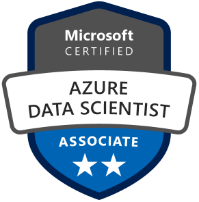 Microsoft
CERTIFIED
AZURE
DATA SCIENTIST
ASSOCIATE